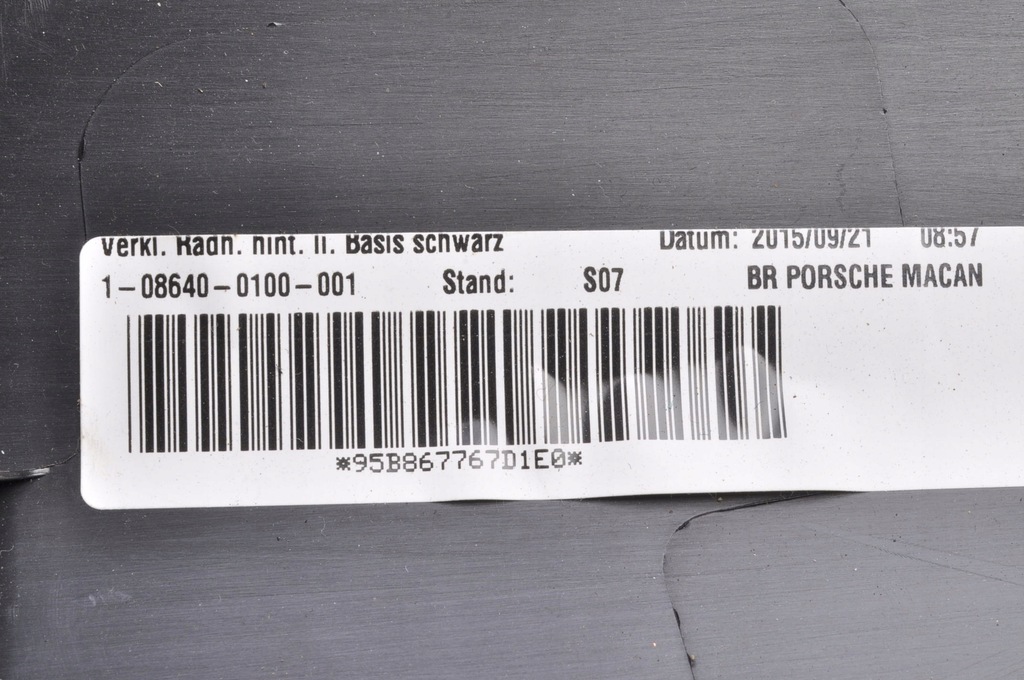 Verkl. Radh. hint. li. Basis schwarz Datum: 2015/09/21 08:57
1-08640-0100-001 Stand: S07 BR PORSCHE MACAN
*95B867767D1E0*